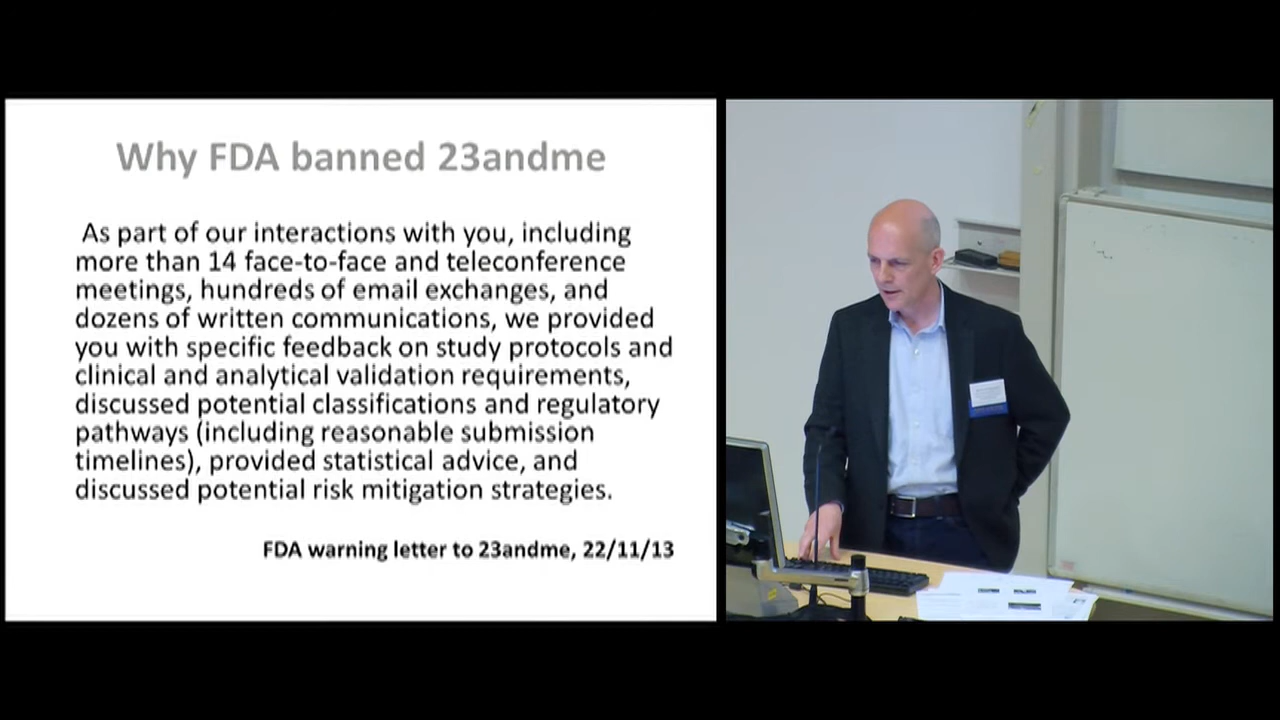 Why FDA banned 23andme
As part of our interactions with you, including
more than 14 face-to-face and teleconference
meetings, hundreds of email exchanges, and
dozens of written communications, we provided
you with specific feedback on study protocols and
clinical and analytical validation requirements,
discussed potential classifications and regulatory
pathways (including reasonable submission
timelines), provided statistical advice, and
discussed potential risk mitigation strategies.
FDA warning letter to 23andme, 22/11/13